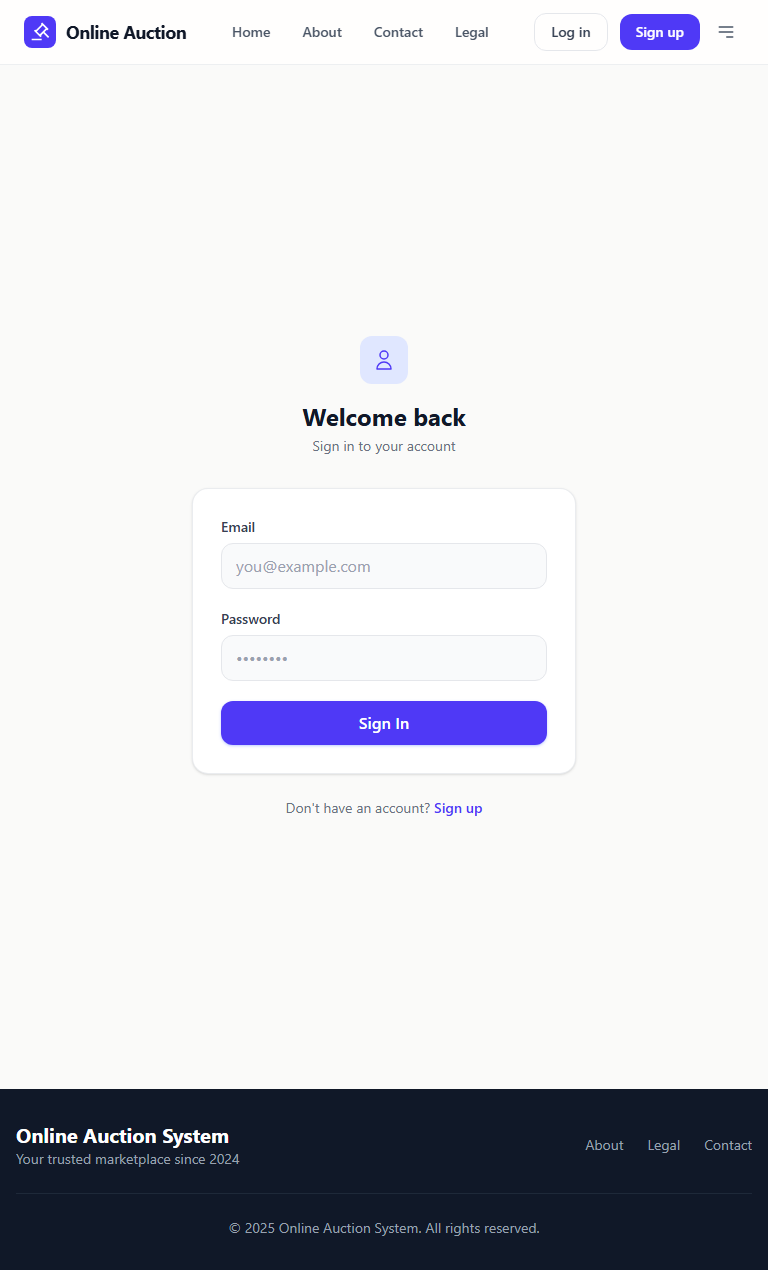 Online Auction Home About Contact Legal Log in Sign up
Welcome back
Sign in to your account
Email
you@example.com
Password
••••••••
Sign In
Don't have an account? Sign up
Online Auction System
Your trusted marketplace since 2024
About Legal Contact
© 2025 Online Auction System. All rights reserved.